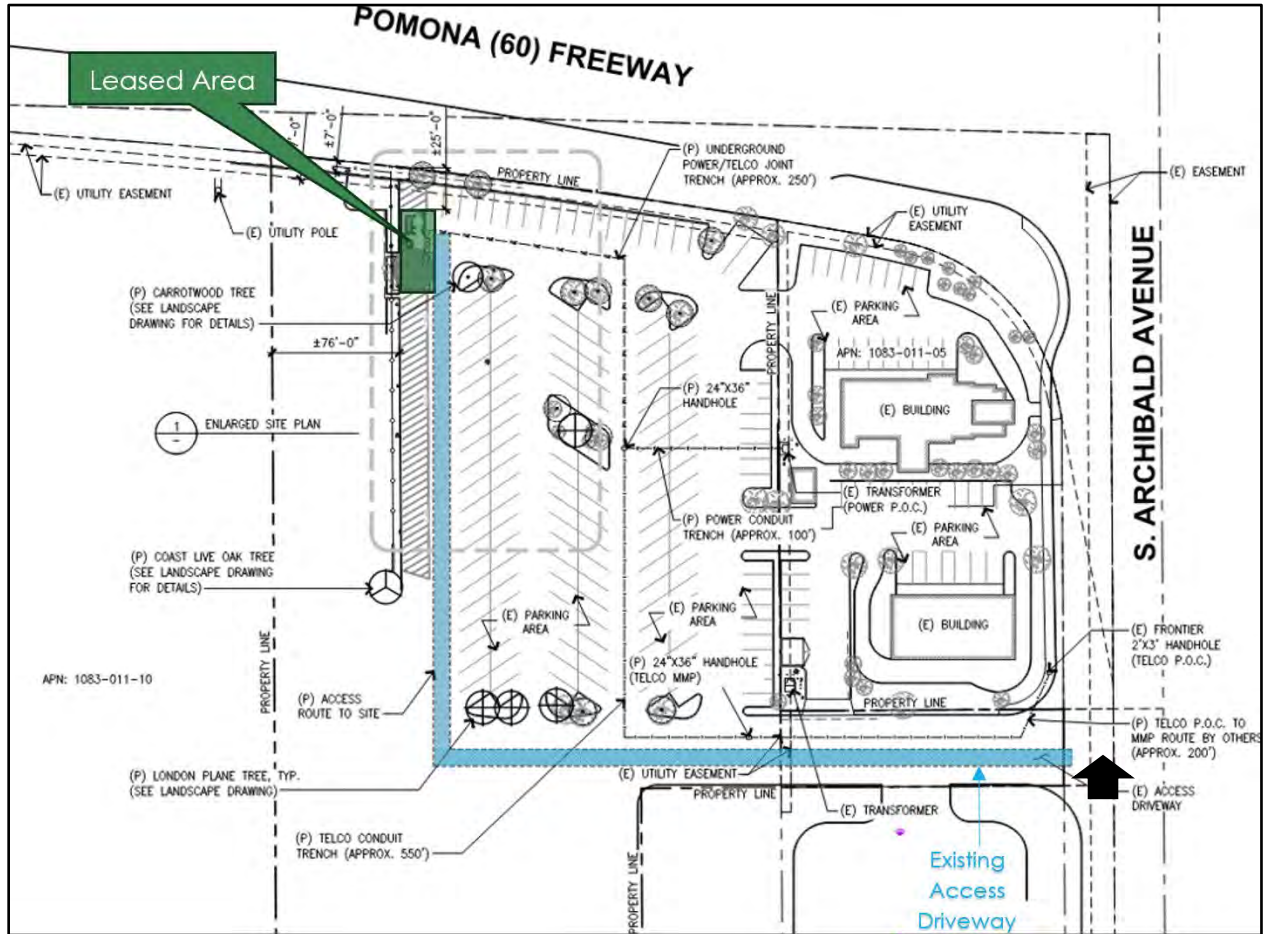 POMONA (60) FREEWAY
Leased Area
±7'-0"
±25'-0"
(P) UNDERGROUND
POWER/TELCO JOINT
TRENCH (APPROX. 250')
PROPERTY LINE
(E) EASEMENT
(E) UTILITY EASEMENT
(E) UTILITY POLE
(E) UTILITY
EASEMENT
S. ARCHIBALD AVENUE
(P) CARROTWOOD TREE
(SEE LANDSCAPE
DRAWING FOR DETAILS)
PROPERTY LINE
(E) PARKING
AREA
APN: 1083-011-05
±76'-0"
(P) 24"X36"
HANDHOLE
(E) BUILDING
1
-
ENLARGED SITE PLAN
(E) TRANSFORMER
(POWER P.O.C.)
(P) POWER CONDUIT
TRENCH (APPROX. 100')
(E) PARKING
AREA
(P) COAST LIVE OAK TREE
(SEE LANDSCAPE DRAWING
FOR DETAILS)
(E) PARKING
AREA
(E) PARKING
AREA
(E) BUILDING
(E) FRONTIER
2'X3' HANDHOLE
(TELCO P.O.C.)
(P) 24"X36" HANDHOLE
(TELCO MMP)
APN: 1083-011-10
PROPERTY LINE
(P) ACCESS
ROUTE TO SITE
PROPERTY LINE
(P) TELCO P.O.C. TO
MMP ROUTE BY OTHERS
(APPROX. 200')
(P) LONDON PLANE TREE, TYP.
(SEE LANDSCAPE DRAWING)
(E) UTILITY EASEMENT
PROPERTY LINE
(E) ACCESS
DRIVEWAY
(E) TRANSFORMER
(P) TELCO CONDUIT
TRENCH (APPROX. 550')
PROPERTY LINE
Existing
Access
Driveway